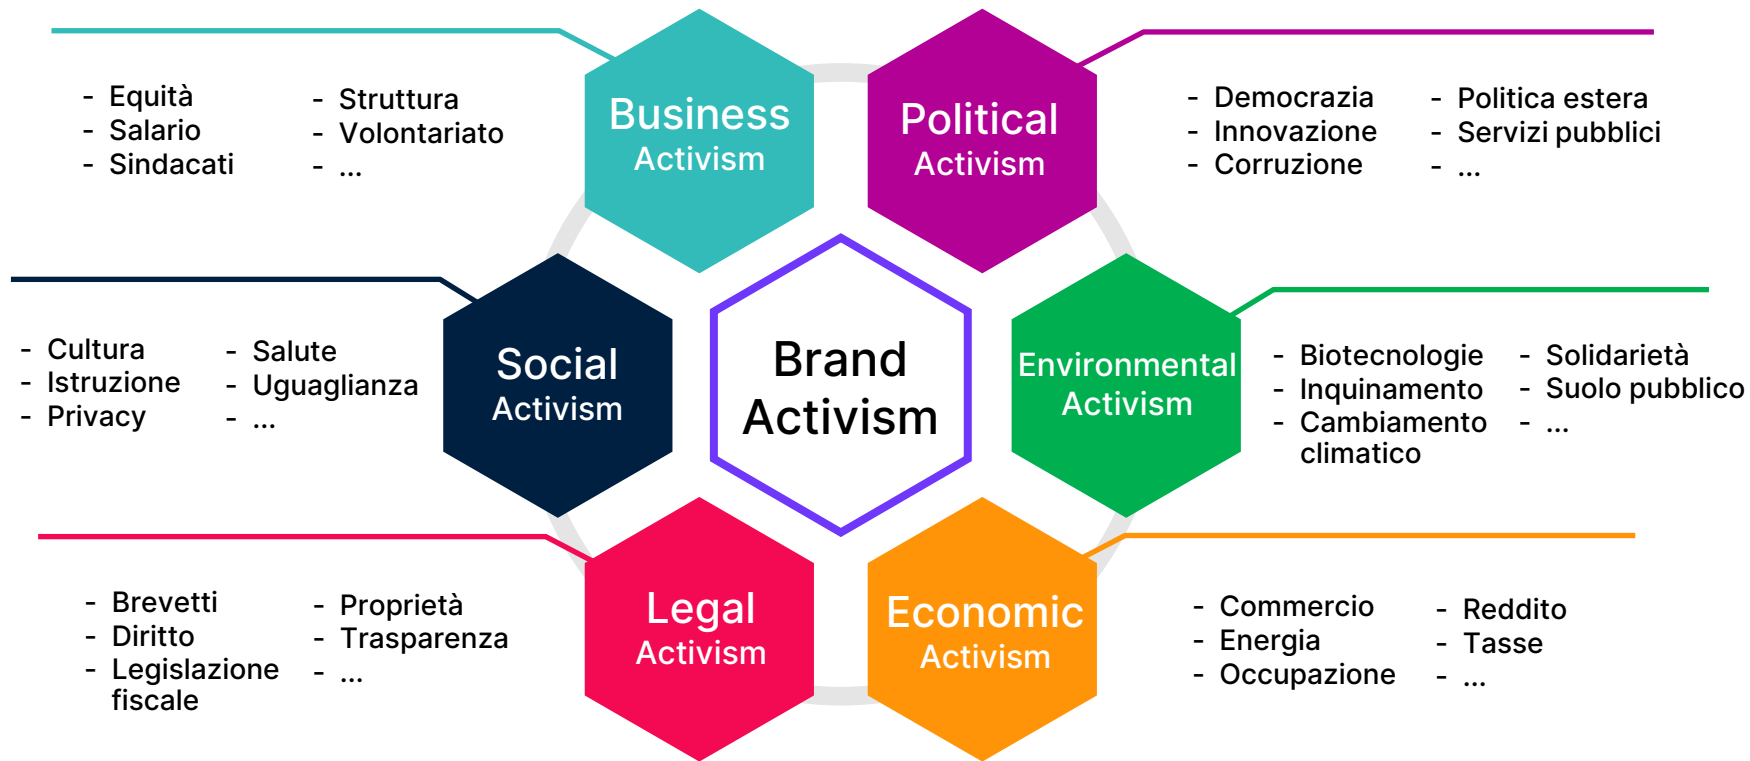 - Equità
- Salario
- Sindacati
- Struttura
- Volontariato
- ...
Business
Activism
Political
Activism
- Democrazia
- Innovazione
- Corruzione
- Politica estera
- Servizi pubblici
- ...
- Cultura
- Istruzione
- Privacy
- Salute
- Uguaglianza
- ...
Social
Activism
Brand
Activism
Environmental
Activism
- Biotecnologie
- Inquinamento
- Cambiamento
climatico
- Solidarietà
- Suolo pubblico
- ...
- Brevetti
- Diritto
- Legislazione
fiscale
- Proprietà
- Trasparenza
- ...
Legal
Activism
Economic
Activism
- Commercio
- Energia
- Occupazione
- Reddito
- Tasse
- ...